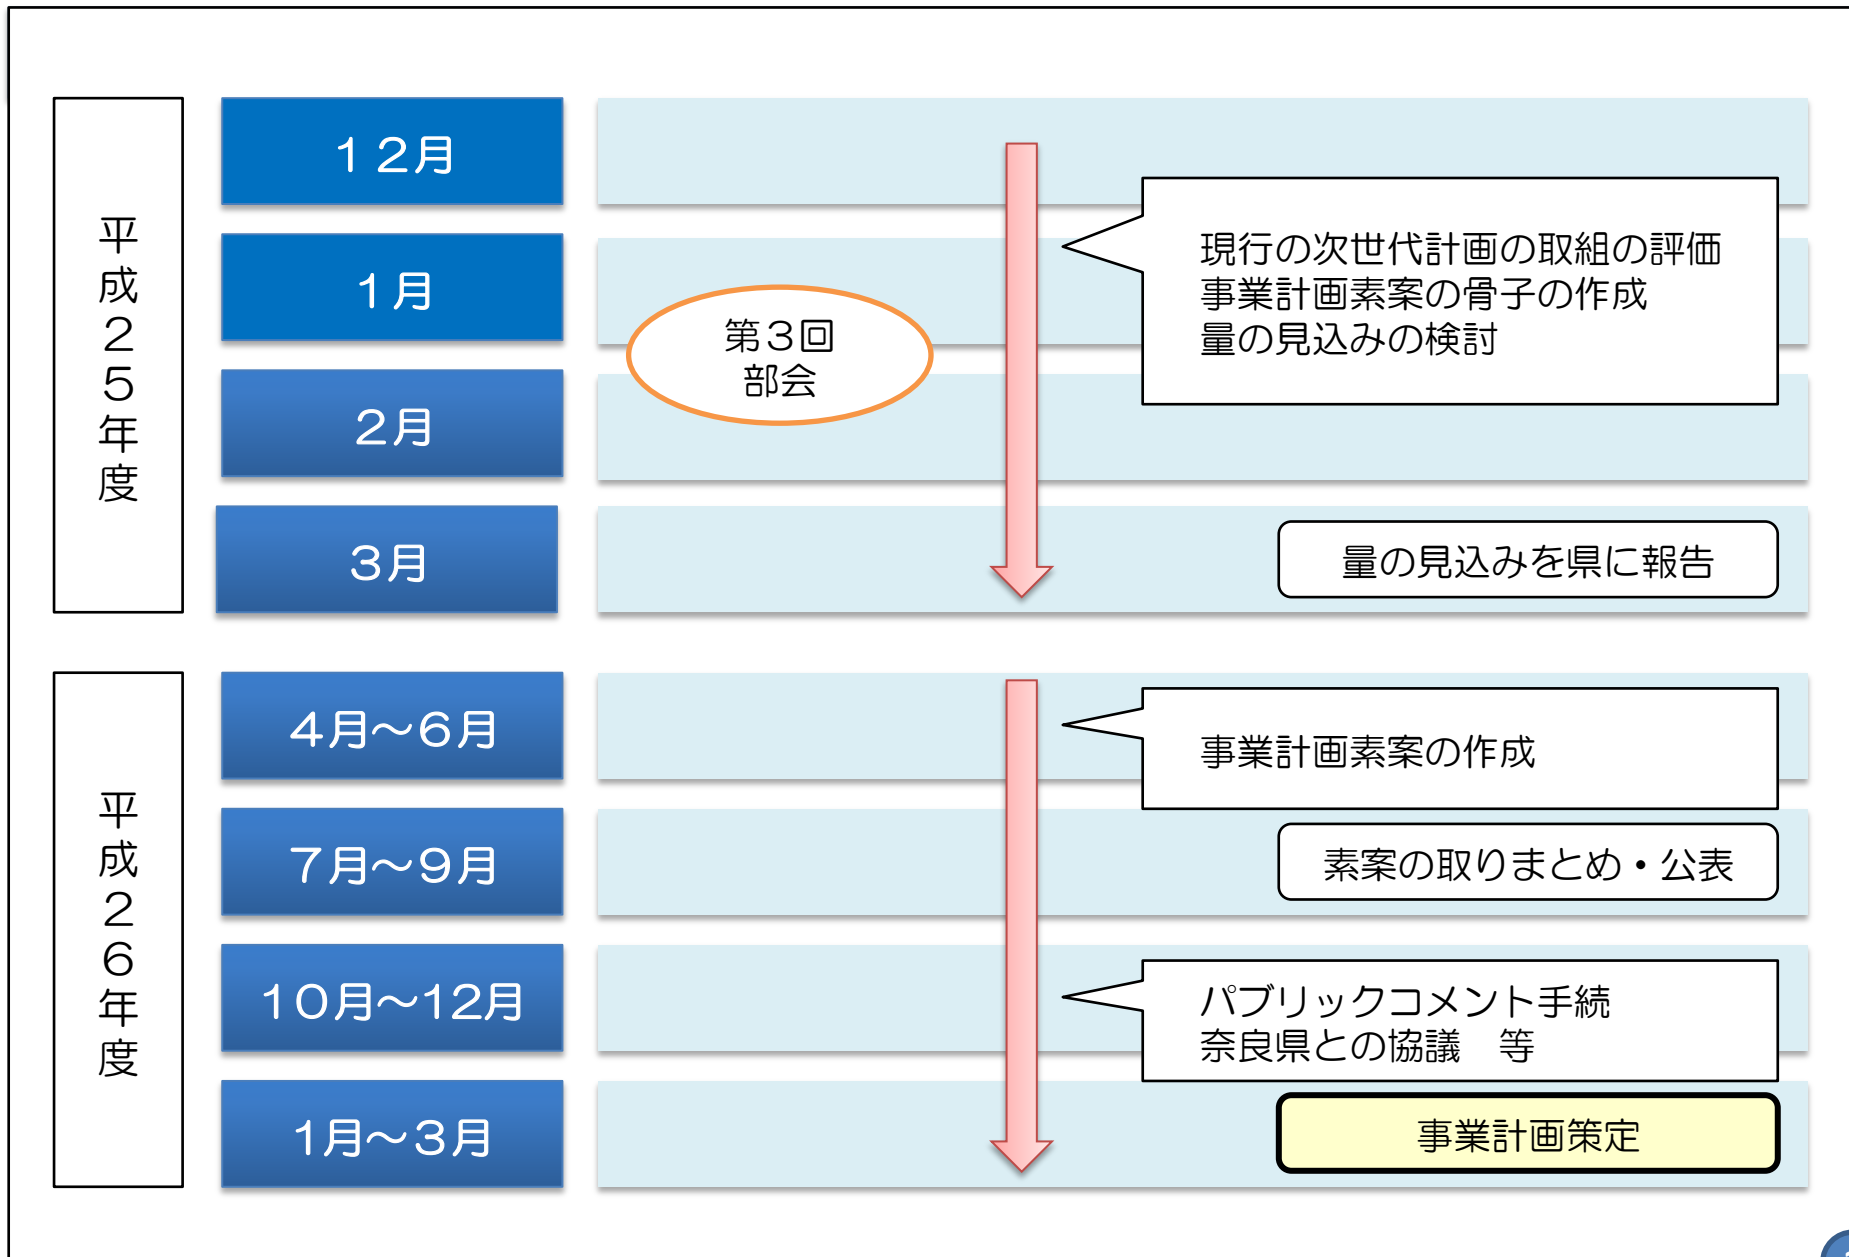 平成２５年度
１２月
１月
第３回
部会
現行の次世代計画の取組の評価
事業計画素案の骨子の作成
量の見込みの検討
２月
３月
量の見込みを県に報告
平成２６年度
４月～６月
事業計画素案の作成
７月～９月
素案の取りまとめ・公表
１０月～１２月
パブリックコメント手続
奈良県との協議　等
１月～３月
事業計画策定